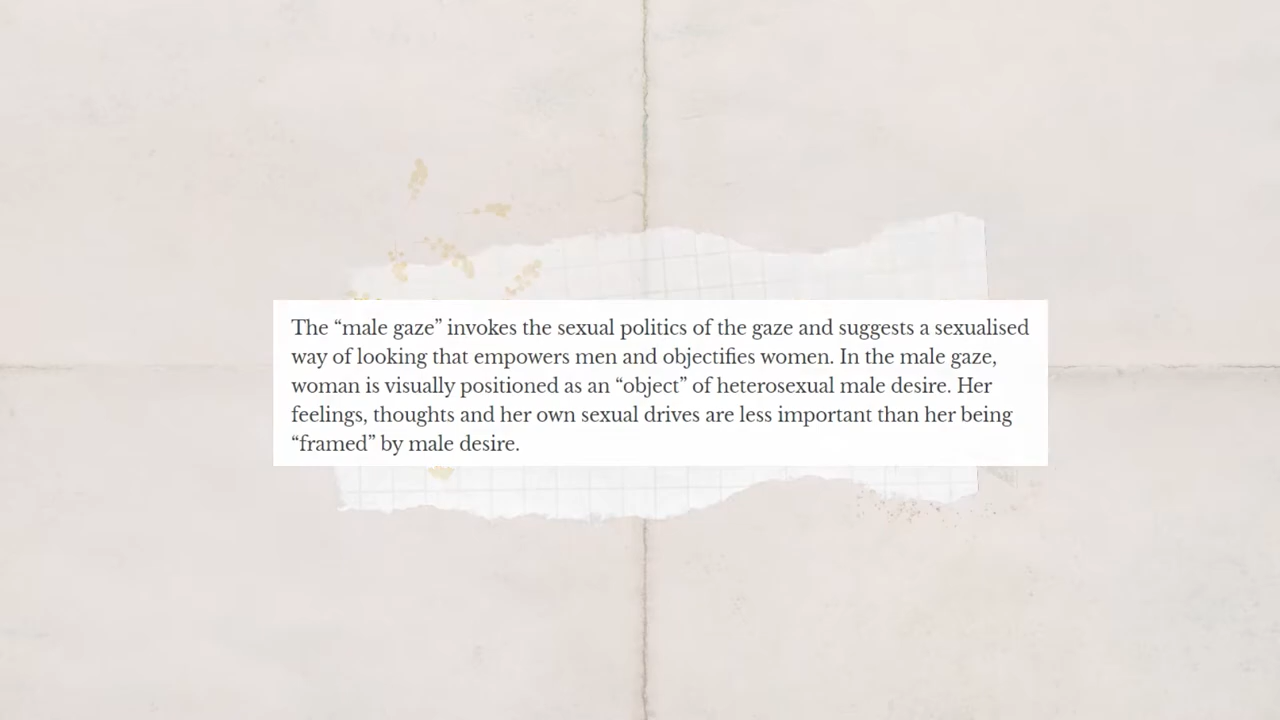 The “male gaze” invokes the sexual politics of the gaze and suggests a sexualised
way of looking that empowers men and objectifies women. In the male gaze,
woman is visually positioned as an “object” of heterosexual male desire. Her
feelings, thoughts and her own sexual drives are less important than her being
“framed” by male desire.